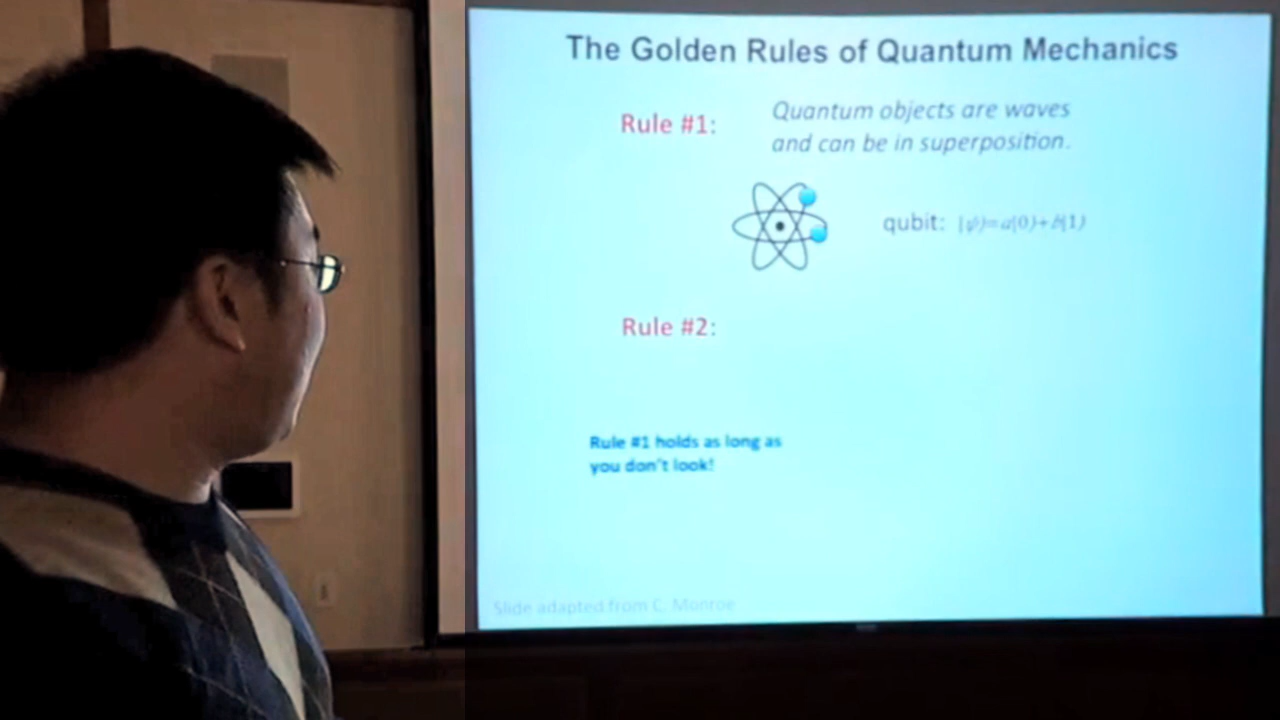 The Golden Rules of Quantum Mechanics
Rule #1:
Quantum objects are waves
and can be in superposition.
qubit: |ψ⟩=a|0⟩+b|1⟩
Rule #2:
Rule #1 holds as long as
you don't look!
Slide adapted from C. Monroe